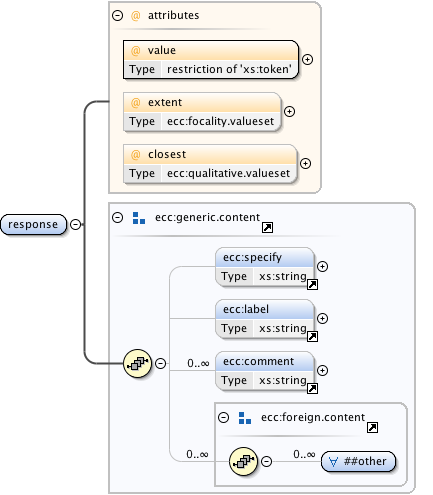 attributes
@ value
Type restriction of 'xs:token'
@ extent
Type ecc:focality.valueset
@ closest
Type ecc:qualitative.valueset
response
ecc:generic.content
ecc:specify
Type xs:string
ecc:label
Type xs:string
0..∞
ecc:comment
Type xs:string
ecc:foreign.content
0..∞
0..∞
∀ ##other